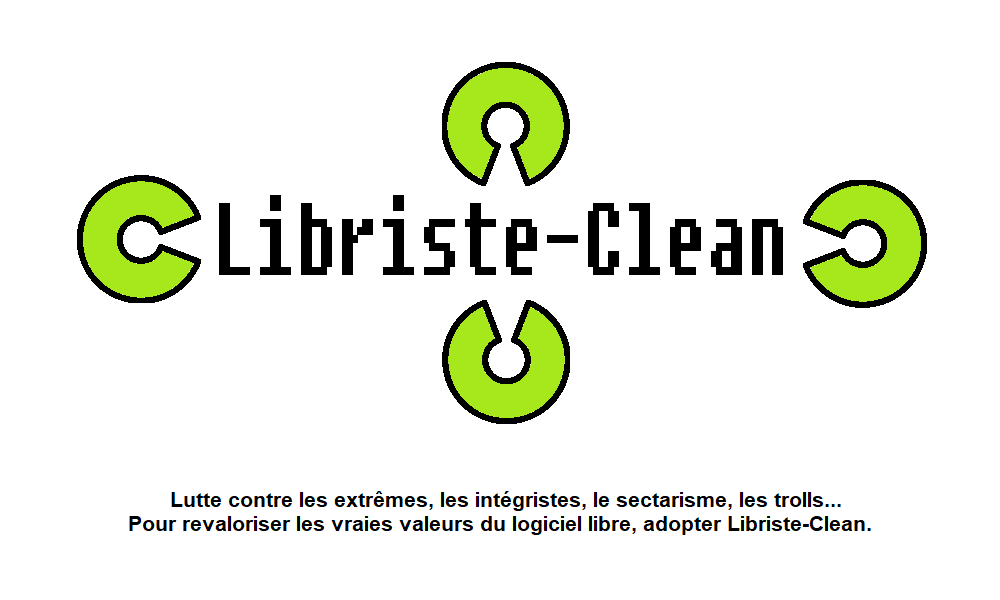 Libriste-Clean
Lutte contre les extrêmes, les intégristes, le sectarisme, les trolls...
Pour revaloriser les vraies valeurs du logiciel libre, adopter Libriste-Clean.